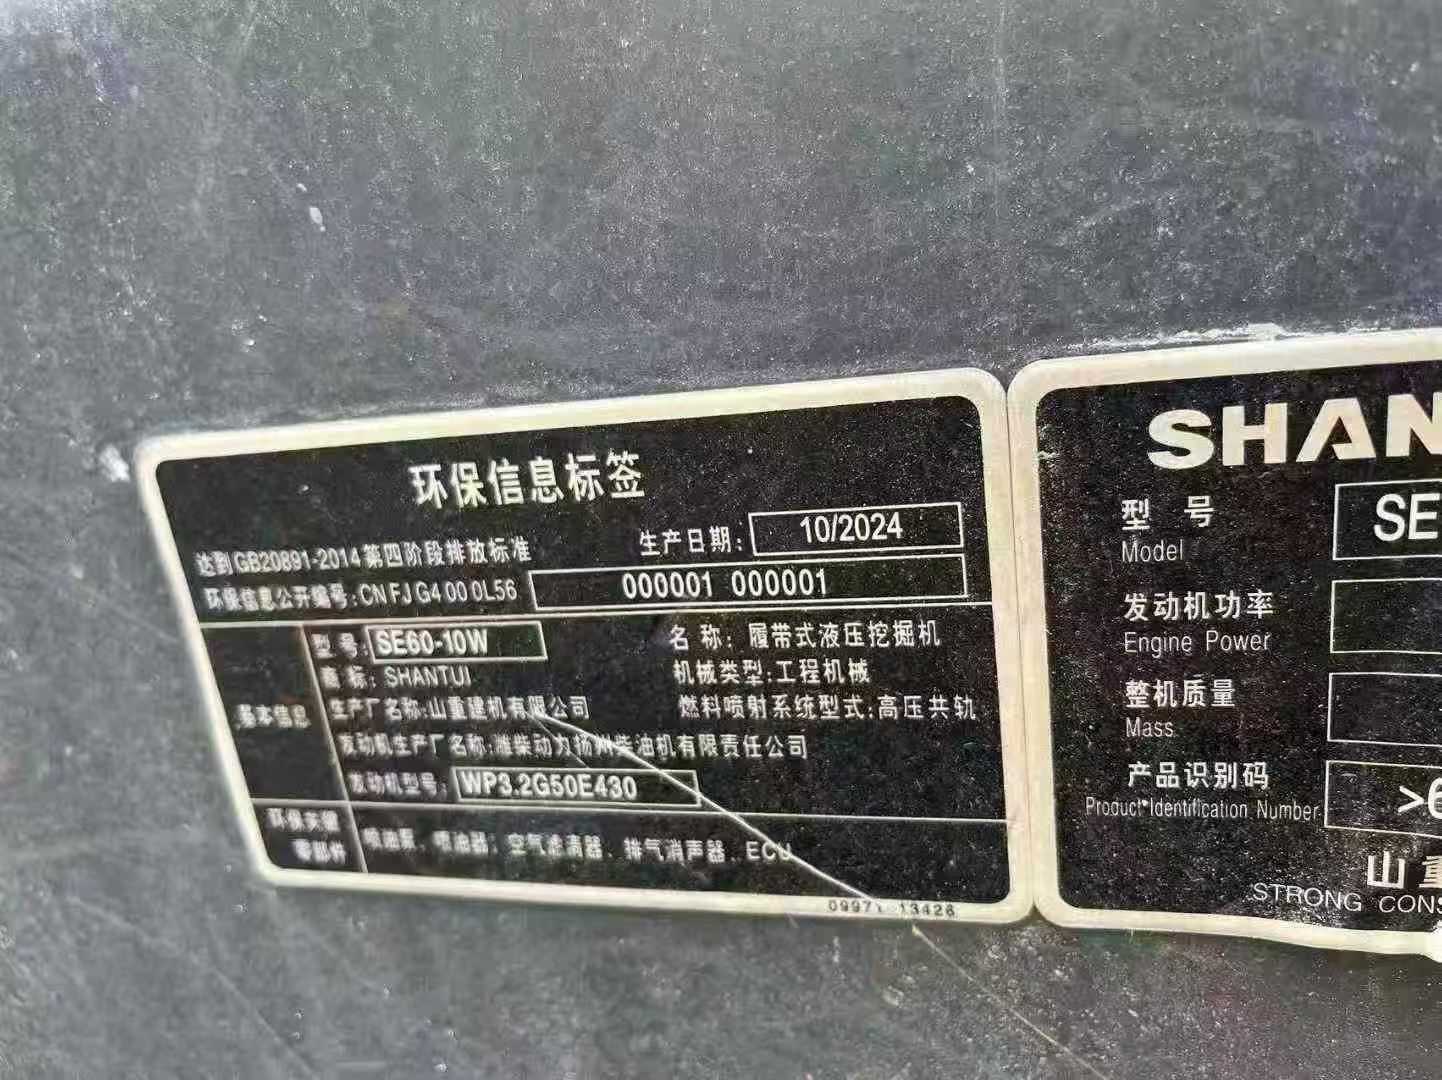 环保信息标签
达到GB20891-2014第四阶段排放标准 生产日期: 10/2024
环保信息公开编号:CN FJ G4 00 0L56 000001 000001
基本信息
型号: SE60-10W 名 称: 履带式液压挖掘机
商 标: SHANTUI 机械类型:工程机械
生产厂名称:山重建机有限公司 燃料喷射系统型式:高压共轨
发动机生产厂名称:潍柴动力扬州柴油机有限责任公司
发动机型号: WP3.2G50E430
环保关键
零部件
喷油泵、喷油器、空气滤清器、排气消声器、ECU
09971 13426
SHAN
型 号 SE
Model
发动机功率
Engine Power
整机质量
Mass
产品识别码 >6
Product Identification Number
山重
STRONG CONS